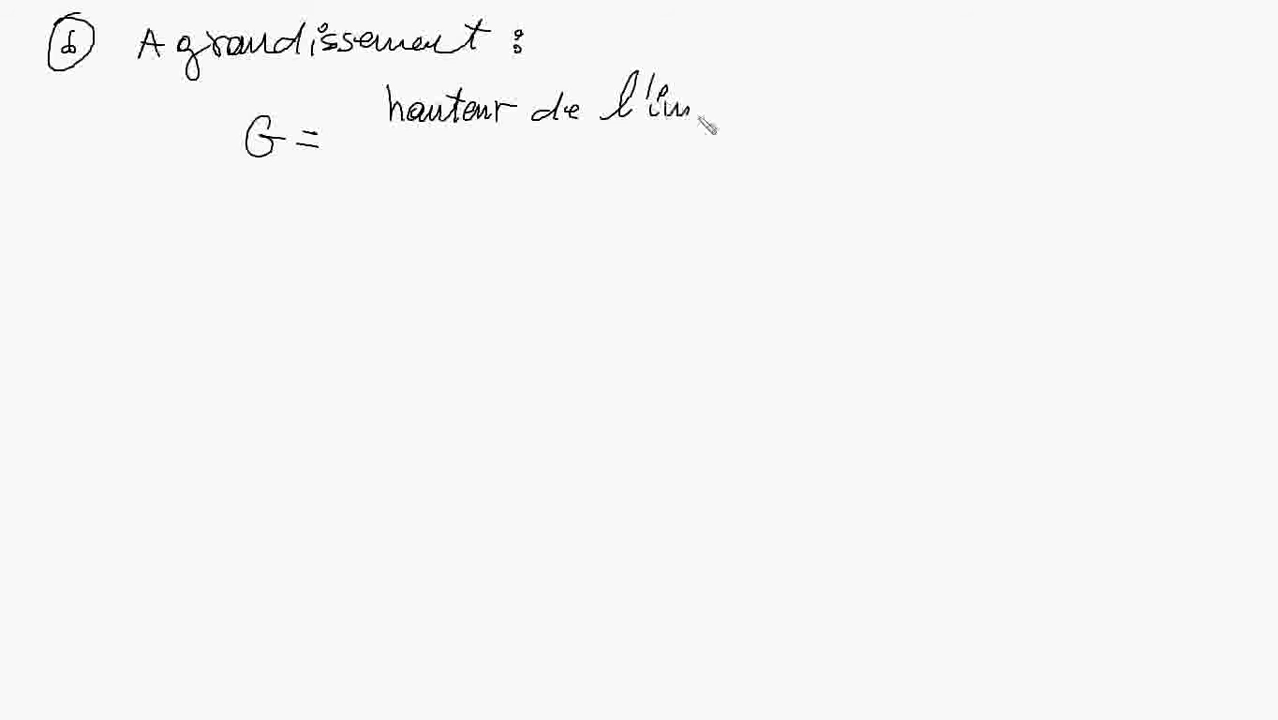 ⑥ Agrandissement :
hauteur de l'im
G =